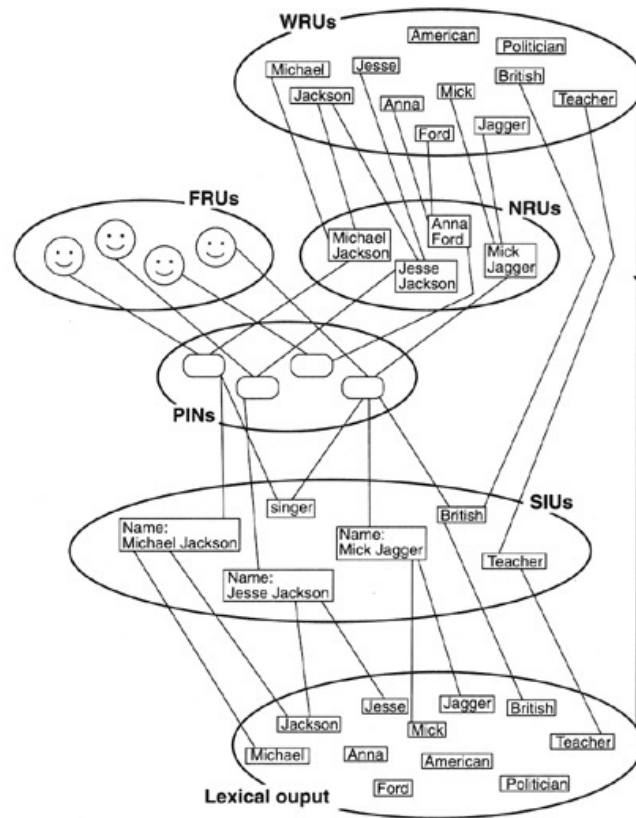 WRUs
American
Politician
Michael
Jesse
British
Jackson
Anna
Mick
Teacher
Ford
Jagger
FRUs
NRUs
Michael
Jackson
Anna
Ford
Jesse
Jackson
Mick
Jagger
PINs
SIUs
singer
British
Name:
Michael Jackson
Name:
Mick Jagger
Teacher
Name:
Jesse Jackson
Jesse
Jagger
British
Jackson
Mick
Teacher
Michael
Anna
American
Ford
Politician
Lexical ouput